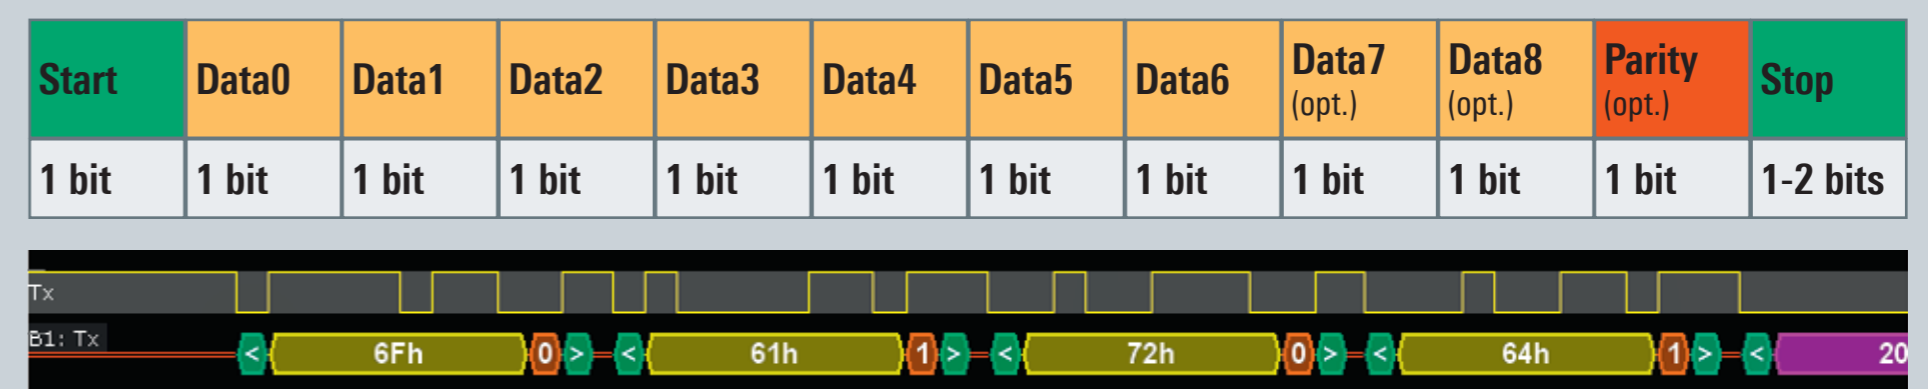 Start Data0 Data1 Data2 Data3 Data4 Data5 Data6 Data7 (opt.) Data8 (opt.) Parity (opt.) Stop
1 bit 1 bit 1 bit 1 bit 1 bit 1 bit 1 bit 1 bit 1 bit 1 bit 1 bit 1-2 bits
Tx
B1: Tx < 6Fh 0 > < 61h 1 > < 72h 0 > < 64h 1 > < 20